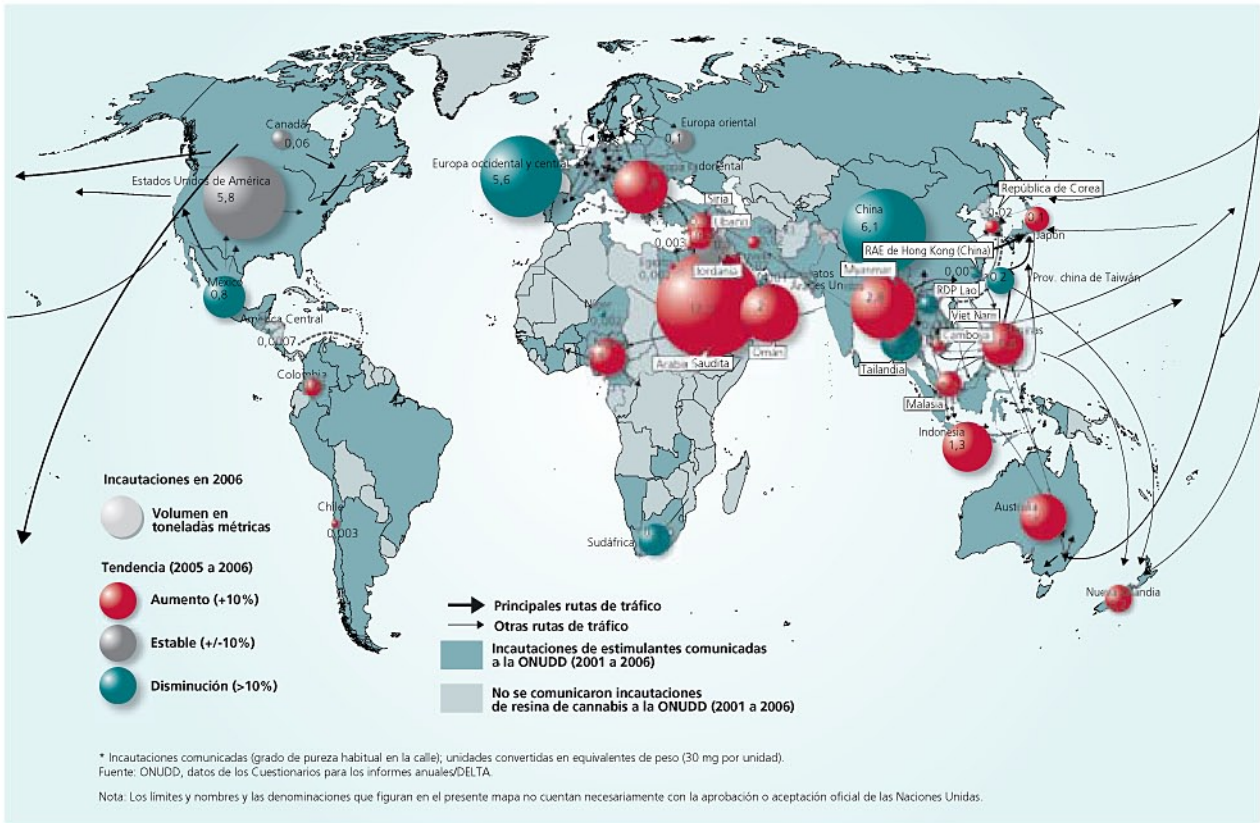 Canadá
0,06
Estados Unidos de América
5,8
México
0,8
América Central
0,0007
Colombia
Chile
0,003
Europa occidental y central
5,6
Europa oriental
0,1
Siria
Líbano
0,003
Jordania
Arabia Saudita
Omán
2
Sudáfrica
China
6,1
República de Corea
0,02
0,1
Japón
RAE de Hong Kong (China)
Myanmar
0,2
Prov. china de Taiwán
RDP Lao
Viet Nam
Camboya
Tailandia
Malasia
Indonesia
1,3
Australia
Incautaciones en 2006
Volumen en
toneladas métricas
Tendencia (2005 a 2006)
Aumento (+10%)
Estable (+/-10%)
Disminución (>10%)
Principales rutas de tráfico
Otras rutas de tráfico
Incautaciones de estimulantes comunicadas
a la ONUDD (2001 a 2006)
No se comunicaron incautaciones
de resina de cannabis a la ONUDD (2001 a 2006)
* Incautaciones comunicadas (grado de pureza habitual en la calle); unidades convertidas en equivalentes de peso (30 mg por unidad).
Fuente: ONUDD, datos de los Cuestionarios para los informes anuales/DELTA.
Nota: Los límites y nombres y las denominaciones que figuran en el presente mapa no cuentan necesariamente con la aprobación o aceptación oficial de las Naciones Unidas.